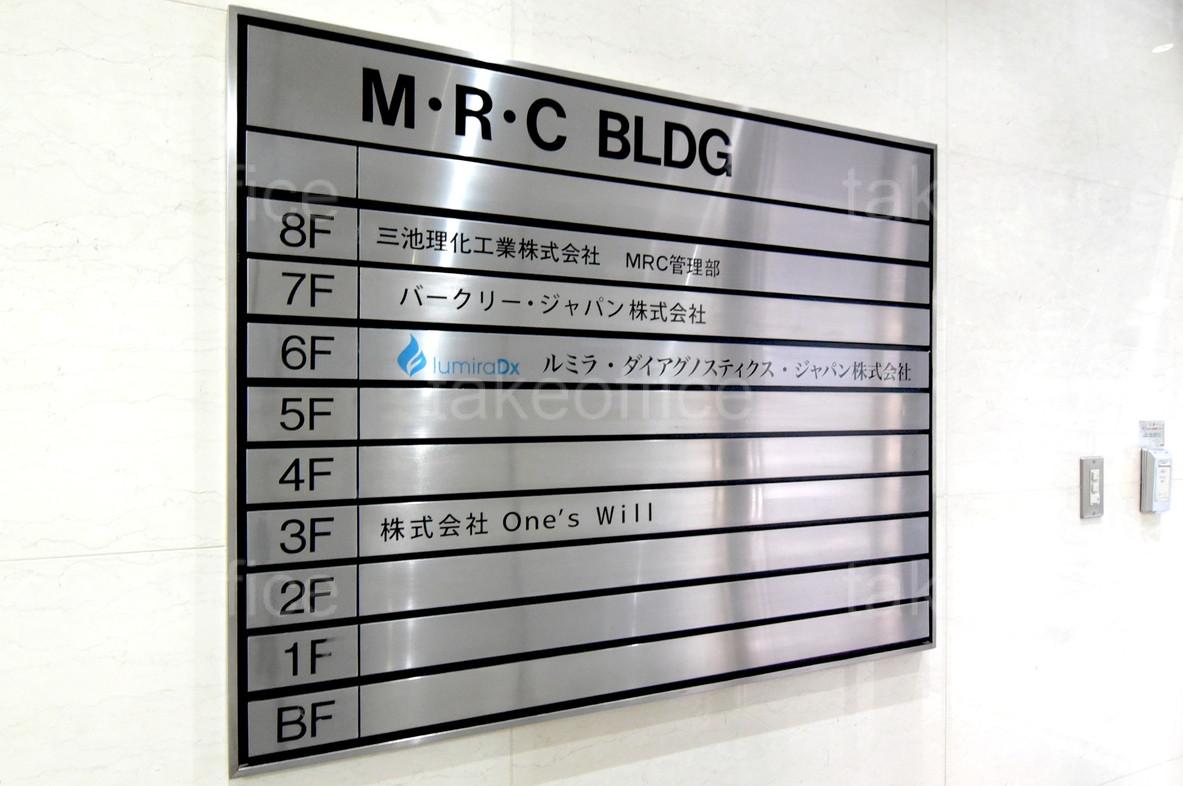 M・R・C BLDG
8F 三池理化工業株式会社 MRC管理部
7F バークリー・ジャパン株式会社
6F lumiraDx ルミラ・ダイアグノスティクス・ジャパン株式会社
5F
4F
3F 株式会社 One's Will
2F
1F
BF
takeoffice